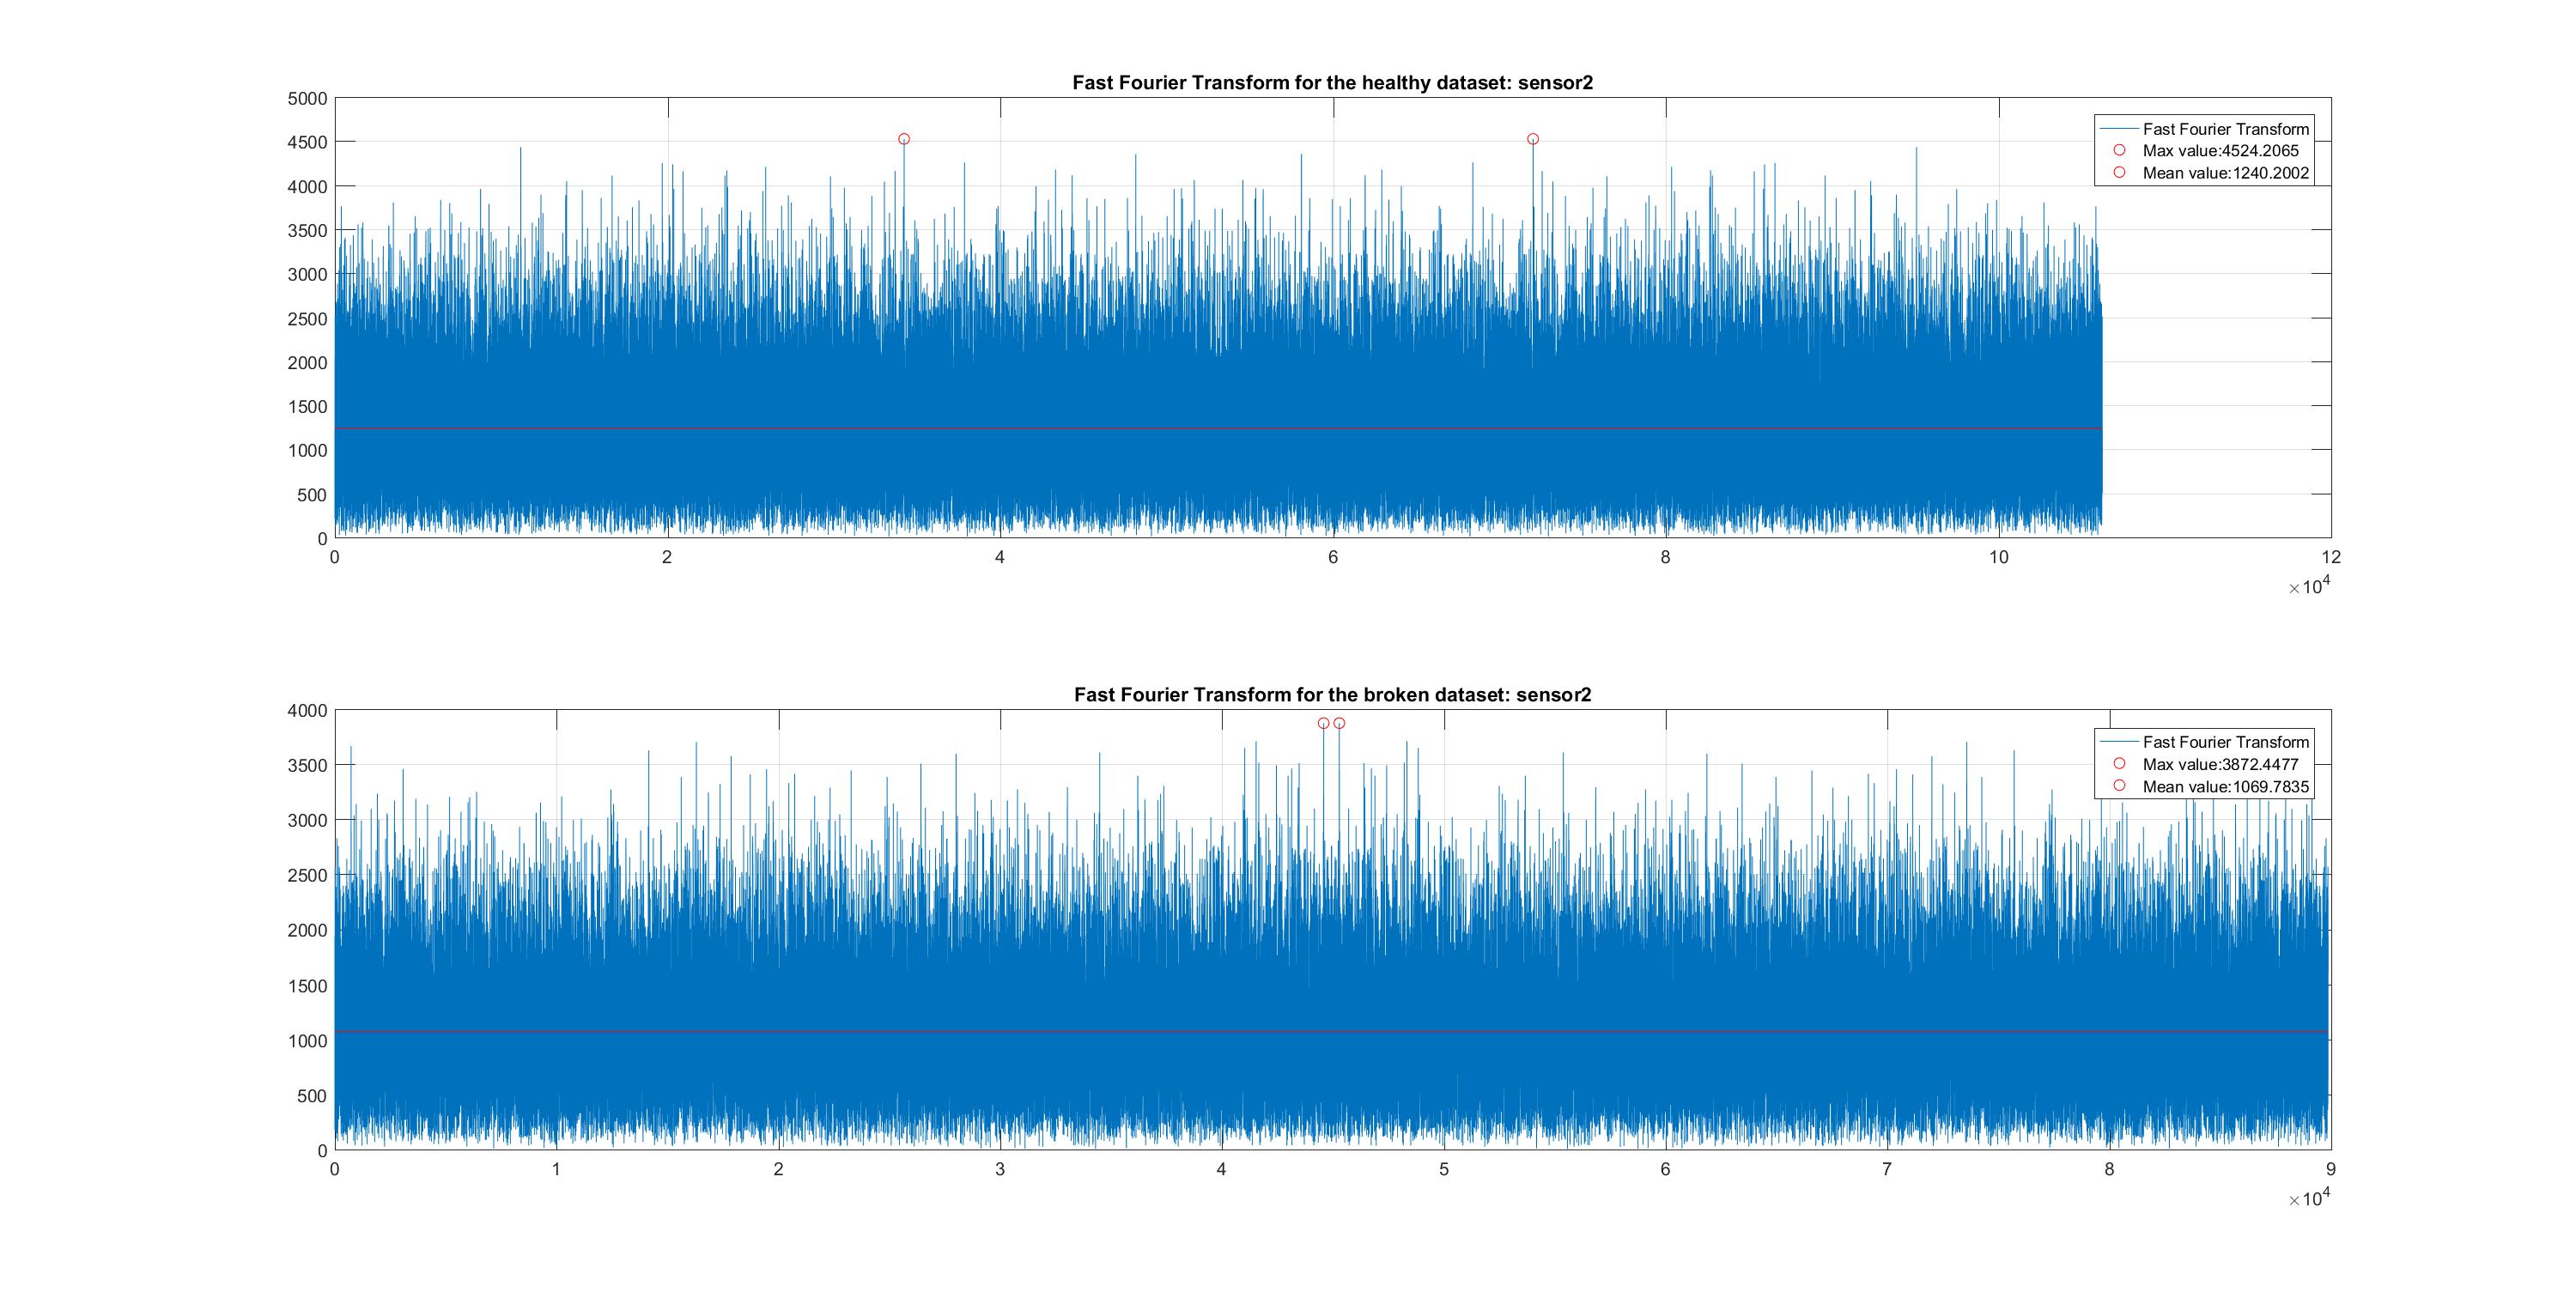 Fast Fourier Transform for the healthy dataset: sensor2
5000
4500
4000
3500
3000
2500
2000
1500
1000
500
0
Fast Fourier Transform
Max value:4524.2065
Mean value:1240.2002
0 2 4 6 8 10 12
×10^4
Fast Fourier Transform for the broken dataset: sensor2
4000
3500
3000
2500
2000
1500
1000
500
0
Fast Fourier Transform
Max value:3872.4477
Mean value:1069.7835
0 1 2 3 4 5 6 7 8 9
×10^4